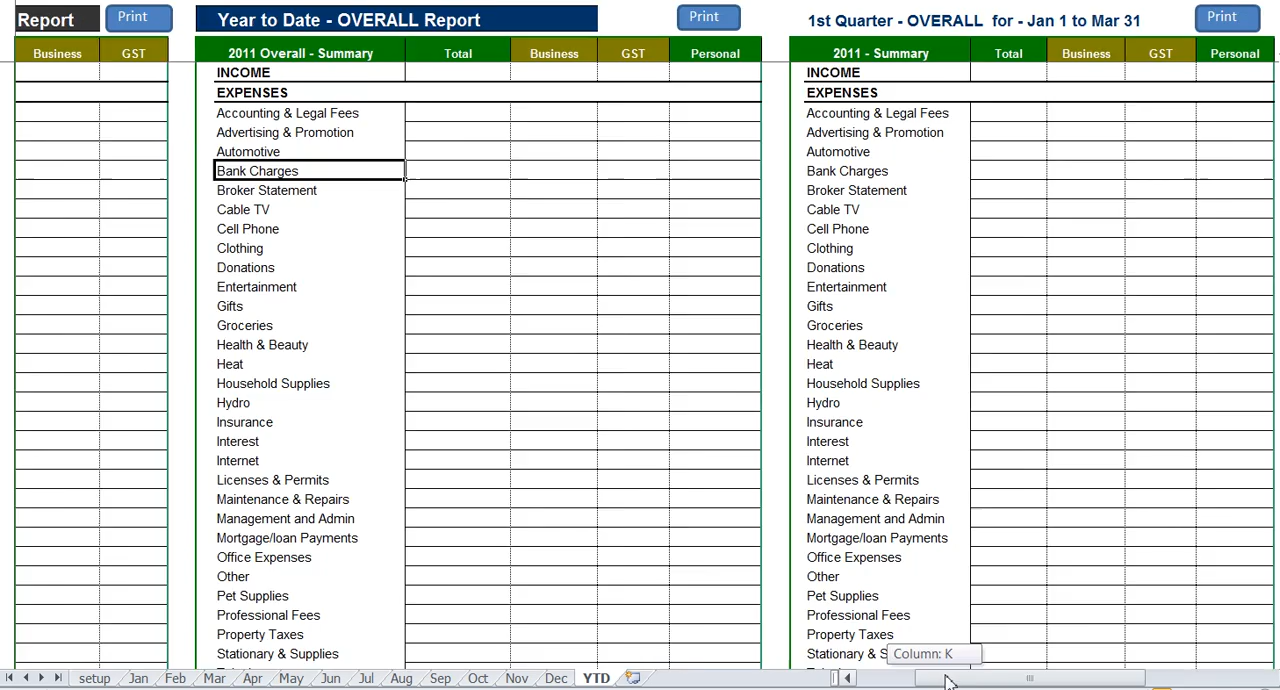 Report Print Year to Date - OVERALL Report Print 1st Quarter - OVERALL for - Jan 1 to Mar 31 Print
Business GST 2011 Overall - Summary Total Business GST Personal 2011 - Summary Total Business GST Personal
INCOME INCOME
EXPENSES EXPENSES
Accounting & Legal Fees Accounting & Legal Fees
Advertising & Promotion Advertising & Promotion
Automotive Automotive
Bank Charges Bank Charges
Broker Statement Broker Statement
Cable TV Cable TV
Cell Phone Cell Phone
Clothing Clothing
Donations Donations
Entertainment Entertainment
Gifts Gifts
Groceries Groceries
Health & Beauty Health & Beauty
Heat Heat
Household Supplies Household Supplies
Hydro Hydro
Insurance Insurance
Interest Interest
Internet Internet
Licenses & Permits Licenses & Permits
Maintenance & Repairs Maintenance & Repairs
Management and Admin Management and Admin
Mortgage/loan Payments Mortgage/loan Payments
Office Expenses Office Expenses
Other Other
Pet Supplies Pet Supplies
Professional Fees Professional Fees
Property Taxes Property Taxes
Stationary & Supplies Stationary & S Column: K
setup Jan Feb Mar Apr May Jun Jul Aug Sep Oct Nov Dec YTD